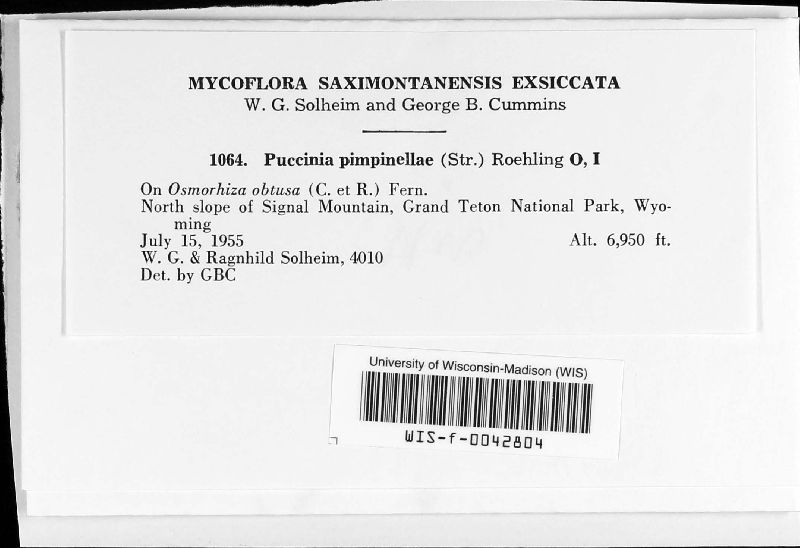 MYCOFLORA SAXIMONTANENSIS EXSICCATA
W. G. Solheim and George B. Cummins
1064. Puccinia pimpinellae (Str.) Roehling O, I
On Osmorhiza obtusa (C. et R.) Fern.
North slope of Signal Mountain, Grand Teton National Park, Wyo-
ming
July 15, 1955 Alt. 6,950 ft.
W. G. & Ragnhild Solheim, 4010
Det. by GBC
University of Wisconsin-Madison (WIS)
WIS-f-0042804